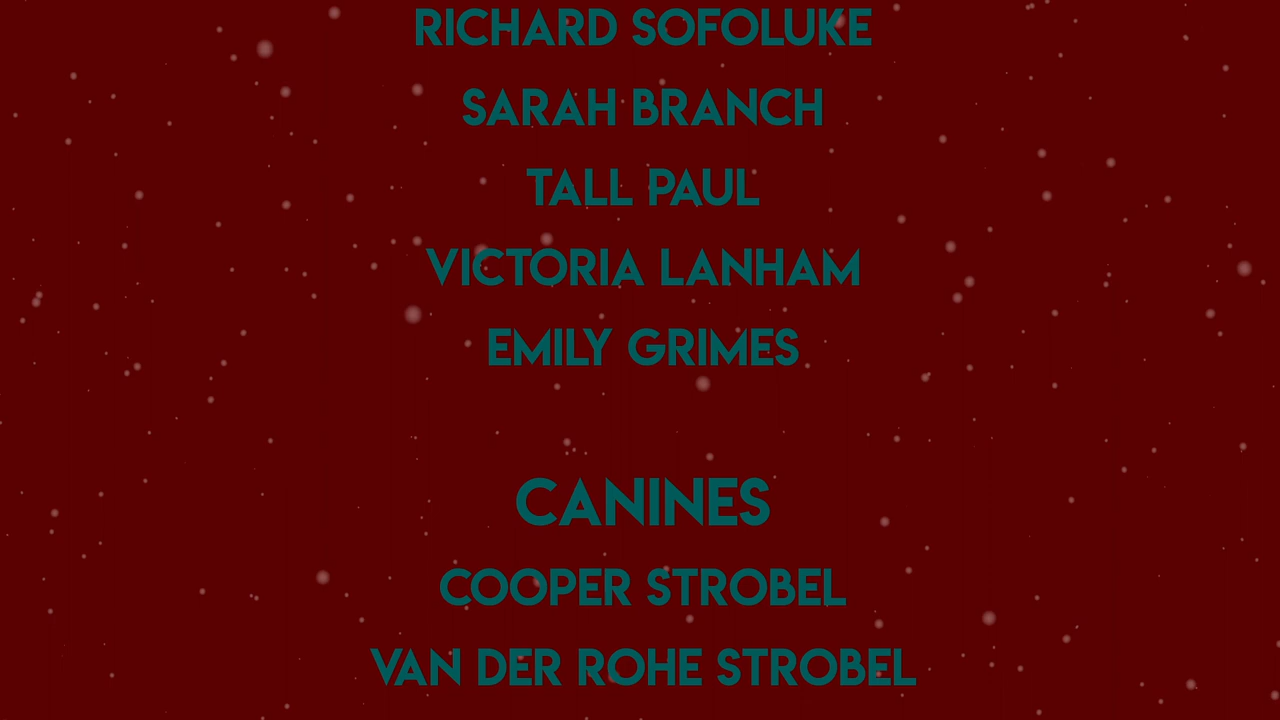 RICHARD SOFOLUKE
SARAH BRANCH
TALL PAUL
VICTORIA LANHAM
EMILY GRIMES
CANINES
COOPER STROBEL
VAN DER ROHE STROBEL